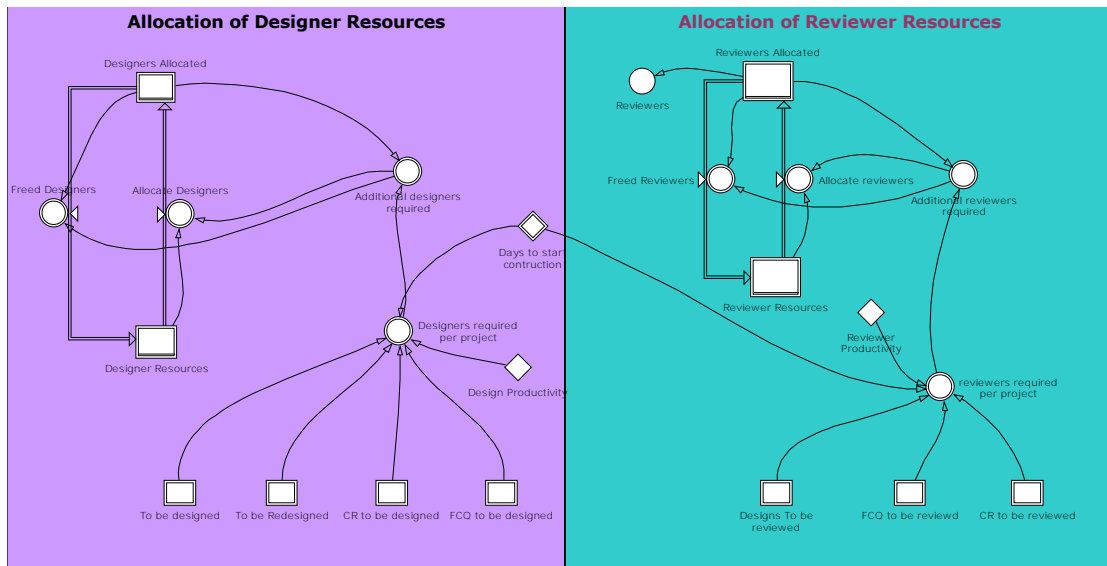 Allocation of Designer Resources
Designers Allocated
Freed Designers
Allocate Designers
Additional designers
required
Days to start
contruction
Designers required
per project
Designer Resources
Design Productivity
To be designed
To be Redesigned
CR to be designed
FCQ to be designed
Allocation of Reviewer Resources
Reviewers Allocated
Reviewers
Freed Reviewers
Allocate reviewers
Additional reviewers
required
Reviewer Resources
Reviewer
Productivity
reviewers required
per project
Designs To be
reviewed
FCQ to be reviewd
CR to be reviewed